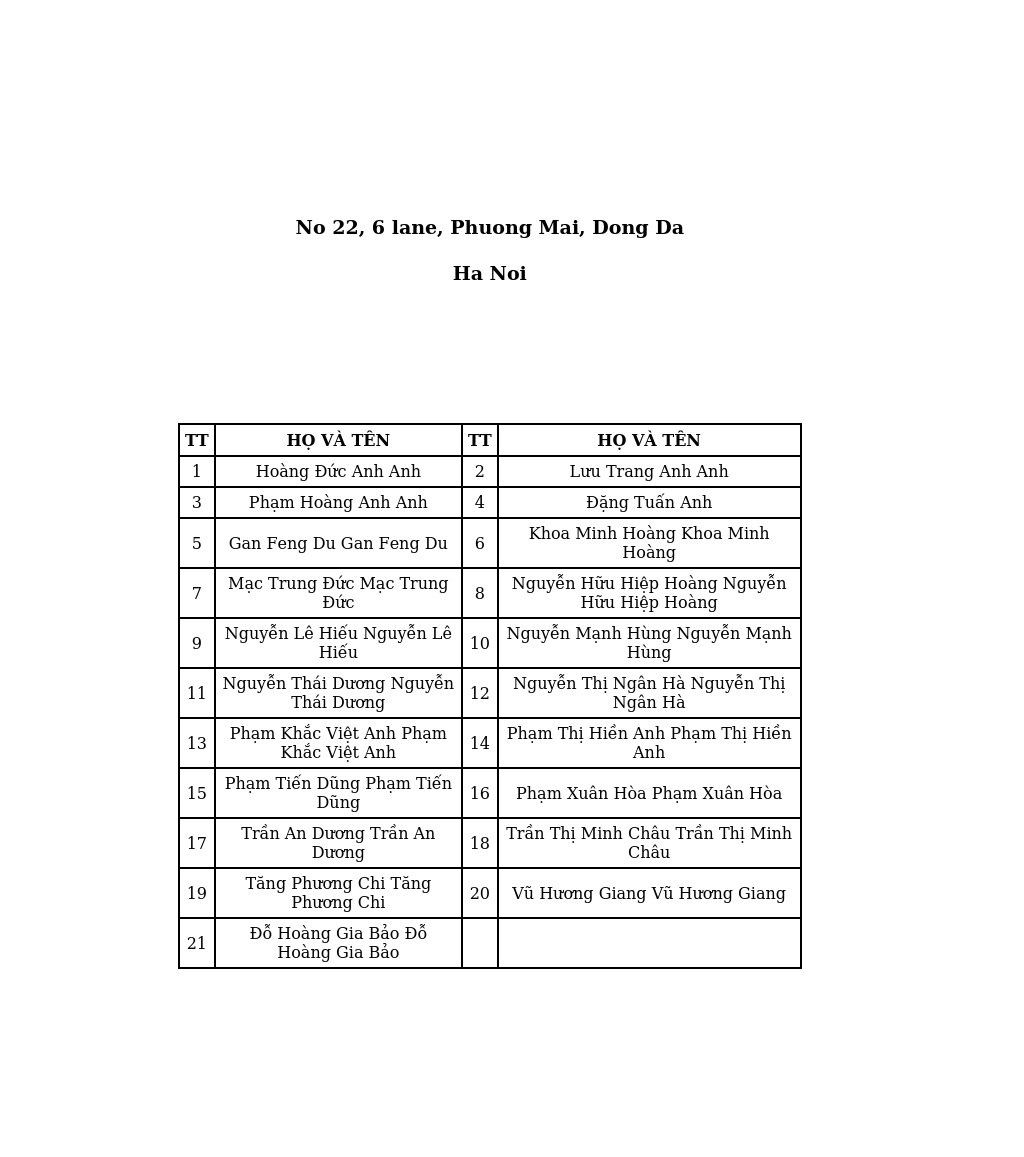 No 22, 6 lane, Phuong Mai, Dong Da
Ha Noi
TT HỌ VÀ TÊN TT HỌ VÀ TÊN
1 Hoàng Đức Anh Anh 2 Lưu Trang Anh Anh
3 Phạm Hoàng Anh Anh 4 Đặng Tuấn Anh
5 Gan Feng Du Gan Feng Du 6 Khoa Minh Hoàng Khoa Minh
Hoàng
7 Mạc Trung Đức Mạc Trung
Đức
8 Nguyễn Hữu Hiệp Hoàng Nguyễn
Hữu Hiệp Hoàng
9 Nguyễn Lê Hiếu Nguyễn Lê
Hiếu
10 Nguyễn Mạnh Hùng Nguyễn Mạnh
Hùng
11 Nguyễn Thái Dương Nguyễn
Thái Dương
12 Nguyễn Thị Ngân Hà Nguyễn Thị
Ngân Hà
13 Phạm Khắc Việt Anh Phạm
Khắc Việt Anh
14 Phạm Thị Hiền Anh Phạm Thị Hiền
Anh
15 Phạm Tiến Dũng Phạm Tiến
Dũng
16 Phạm Xuân Hòa Phạm Xuân Hòa
17 Trần An Dương Trần An
Dương
18 Trần Thị Minh Châu Trần Thị Minh
Châu
19 Tăng Phương Chi Tăng
Phương Chi
20 Vũ Hương Giang Vũ Hương Giang
21 Đỗ Hoàng Gia Bảo Đỗ
Hoàng Gia Bảo